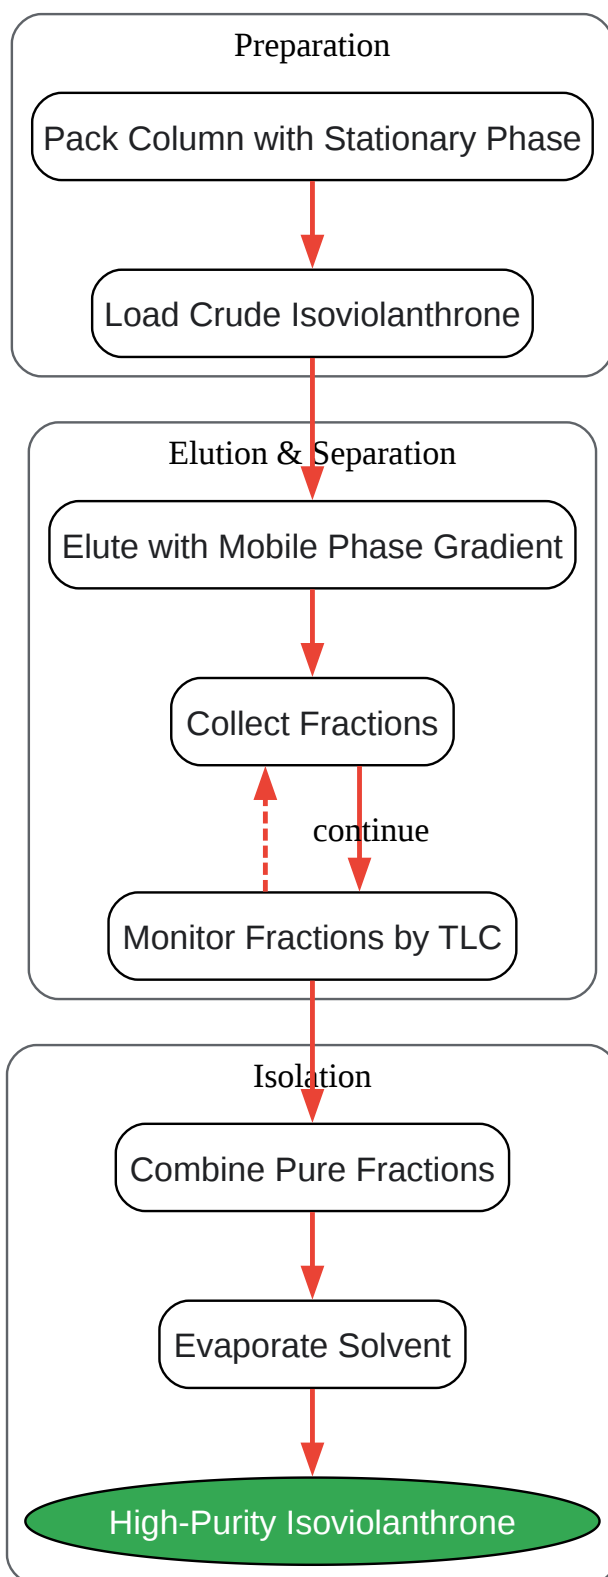 Preparation
Pack Column with Stationary Phase
Load Crude Isoviolanthrone
Elution & Separation
Elute with Mobile Phase Gradient
Collect Fractions
continue
Monitor Fractions by TLC
Isolation
Combine Pure Fractions
Evaporate Solvent
High-Purity Isoviolanthrone